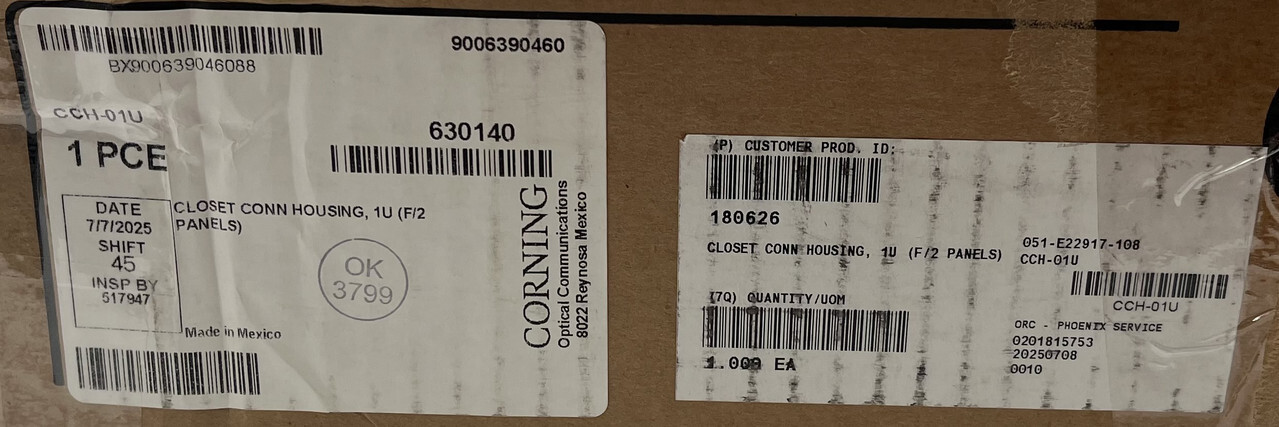 9006390460
BX900639046088
CCH-01U
630140
1 PCE
DATE
7/7/2025
SHIFT
45
INSP BY
517947
CLOSET CONN HOUSING, 1U (F/2
PANELS)
OK
3799
Made in Mexico
CORNING
Optical Communications
8022 Reynosa Mexico
(P) CUSTOMER PROD. ID:
180626
CLOSET CONN HOUSING, 1U (F/2 PANELS)
051-E22917-108
CCH-01U
CCH-01U
(7Q) QUANTITY/UOM
1.000 EA
ORC - PHOENIX SERVICE
0201815753
20250708
0010